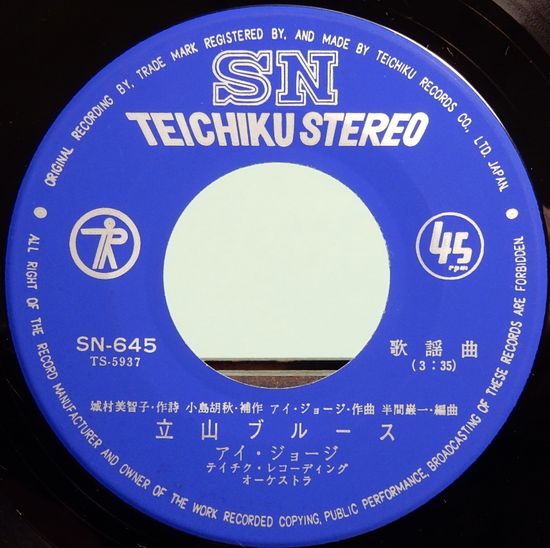 ORIGINAL RECORDING BY, TRADE MARK REGISTERED BY, AND MADE BY TEICHIKU RECORDS CO., LTD. JAPAN.
SN
TEICHIKU STEREO
TR
45
rpm
SN-645
TS-5937
歌謡曲
(3:35)
城村美智子・作詩 小島胡秋・補作 アイ・ジョージ・作曲 半間巌一・編曲
立山ブルース
アイ・ジョージ
テイチク・レコーディング
オーケストラ
ALL RIGHT OF THE RECORD MANUFACTURER AND OWNER OF THE WORK RECORDED COPYING, PUBLIC PERFORMANCE, BROADCASTING OF THESE RECORDS ARE FORBIDDEN.